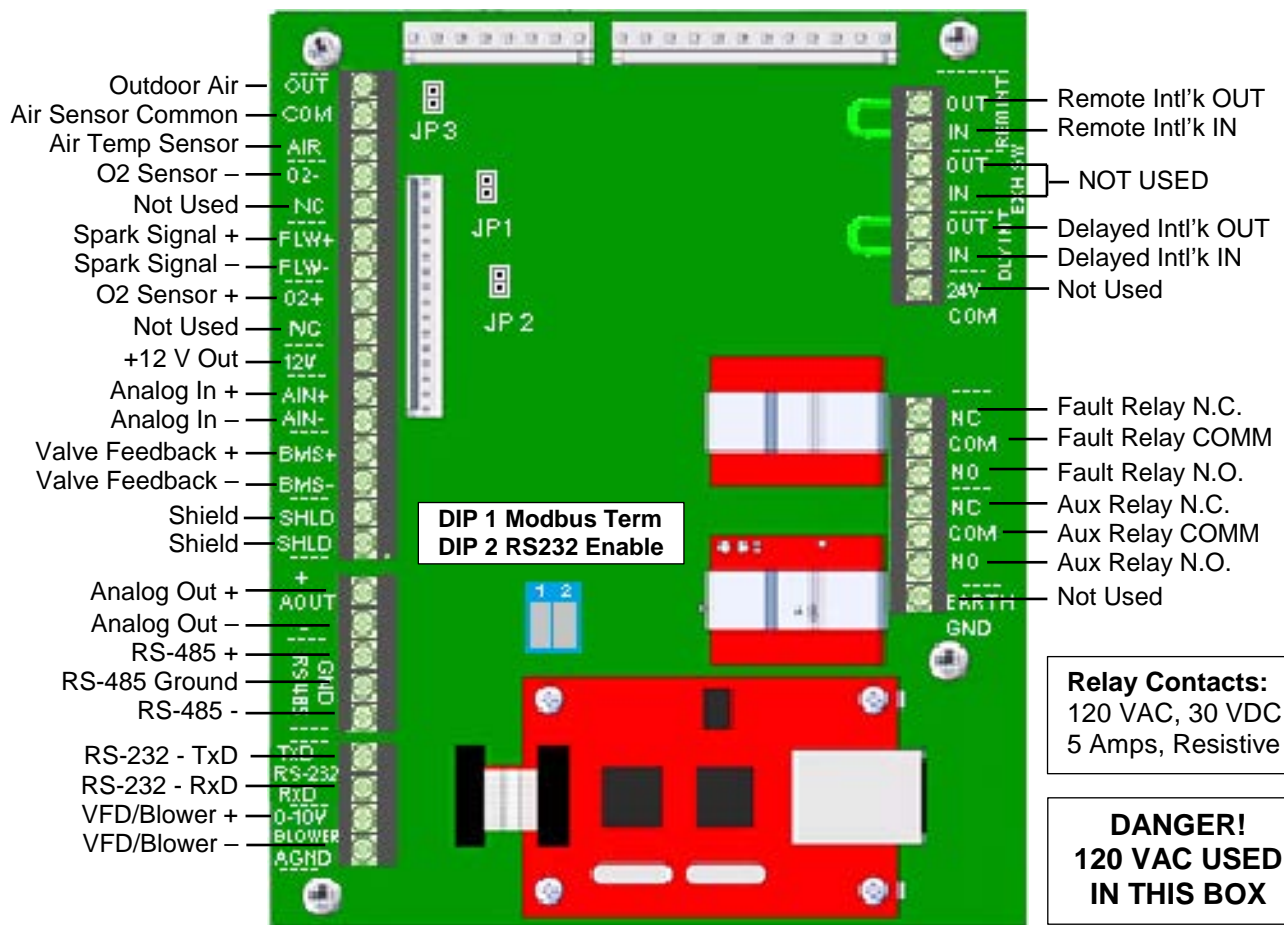 Outdoor Air
Air Sensor Common
Air Temp Sensor
O2 Sensor –
Not Used
Spark Signal +
Spark Signal –
O2 Sensor +
Not Used
+12 V Out
Analog In +
Analog In –
Valve Feedback +
Valve Feedback –
Shield
Shield
Analog Out +
Analog Out –
RS-485 +
RS-485 Ground
RS-485 -
RS-232 - TxD
RS-232 - RxD
VFD/Blower +
VFD/Blower –
OUT
COM
AIR
O2-
NC
FLW+
FLW-
O2+
NC
12V
AIN+
AIN-
BMS+
BMS-
SHLD
SHLD
+
AOUT
-
GND
RS485
TxD
RS-232
RxD
0-10V
BLOWER
AGND
JP3
JP1
JP 2
DIP 1 Modbus Term
DIP 2 RS232 Enable
1 2
OUT
IN
OUT
IN
OUT
IN
24V
COM
REMINT
EXH SW
DLY INT
NC
COM
NO
NC
COM
NO
EARTH
GND
Remote Intl'k OUT
Remote Intl'k IN
NOT USED
Delayed Intl'k OUT
Delayed Intl'k IN
Not Used
Fault Relay N.C.
Fault Relay COMM
Fault Relay N.O.
Aux Relay N.C.
Aux Relay COMM
Aux Relay N.O.
Not Used
Relay Contacts:
120 VAC, 30 VDC
5 Amps, Resistive
DANGER!
120 VAC USED
IN THIS BOX